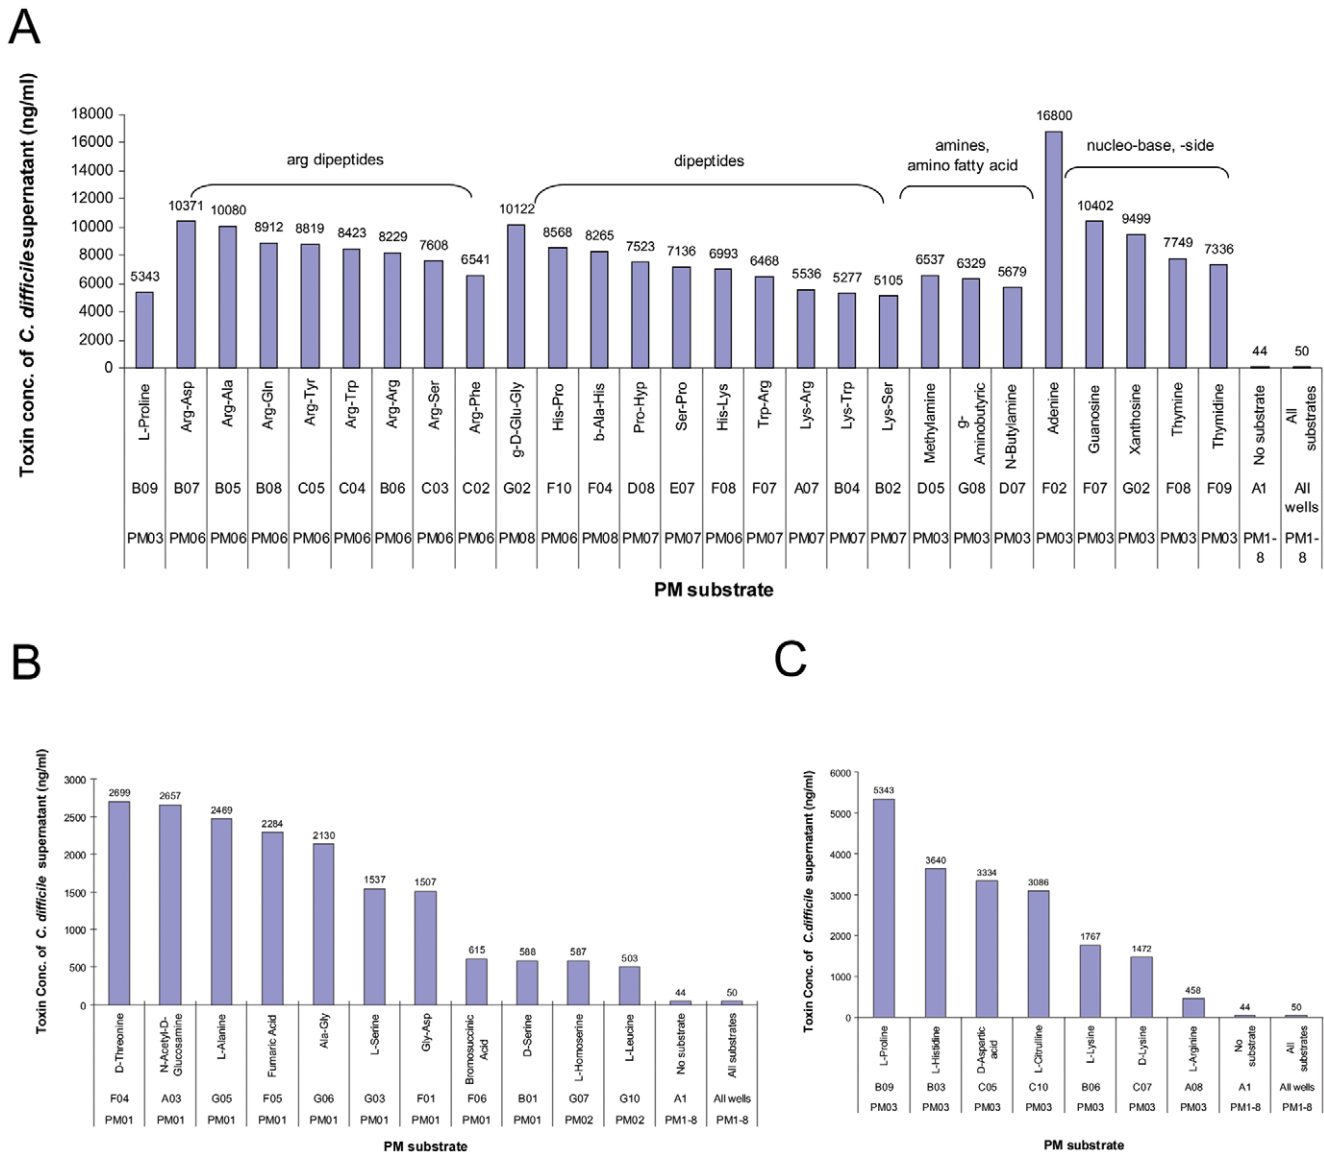 A
Toxin conc. of C. difficile supernatant (ng/ml)
18000
16000
14000
12000
10000
8000
6000
4000
2000
0
arg dipeptides
dipeptides
amines,
amino fatty acid
nucleo-base, -side
5343 10371 10080 8912 8819 8423 8229 7608 6541 10122 8568 8265 7523 7136 6993 6468 5536 5277 5105 6537 6329 5679 16800 10402 9499 7749 7336 44 50
L-Proline Arg-Asp Arg-Ala Arg-Gln Arg-Tyr Arg-Trp Arg-Arg Arg-Ser Arg-Phe g-D-Glu-Gly His-Pro b-Ala-His Pro-Hyp Ser-Pro His-Lys Trp-Arg Lys-Arg Lys-Trp Lys-Ser Methylamine g-Aminobutyric N-Butylamine Adenine Guanosine Xanthosine Thymine Thymidine No substrate All substrates
B09 B07 B05 B08 C05 C04 B06 C03 C02 G02 F10 F04 D08 E07 F08 F07 A07 B04 B02 D05 G08 D07 F02 F07 G02 F08 F09 A1 All wells
PM03 PM06 PM06 PM06 PM06 PM06 PM06 PM06 PM06 PM08 PM06 PM08 PM07 PM07 PM06 PM07 PM07 PM07 PM07 PM03 PM03 PM03 PM03 PM03 PM03 PM03 PM03 PM1-8 PM1-8
PM substrate
B
Toxin Conc. of C. difficile supernatant (ng/ml)
3000
2500
2000
1500
1000
500
0
2699 2657 2469 2284 2130 1537 1507 615 588 587 503 44 50
D-Threonine N-Acetyl-D-Glucosamine L-Alanine Fumaric Acid Ala-Gly L-Serine Gly-Asp Bromosuccinic Acid D-Serine L-Homoserine L-Leucine No substrate All substrates
F04 A03 G05 F05 G06 G03 F01 F06 B01 G07 G10 A1 All wells
PM01 PM01 PM01 PM01 PM01 PM01 PM01 PM01 PM01 PM02 PM02 PM1-8 PM1-8
PM substrate
C
Toxin Conc. of C.difficile supernatant (ng/ml)
6000
5000
4000
3000
2000
1000
0
5343 3640 3334 3086 1767 1472 458 44 50
L-Proline L-Histidine D-Aspartic acid L-Citrulline L-Lysine D-Lysine L-Arginine No substrate All substrates
B09 B03 C05 C10 B06 C07 A08 A1 All wells
PM03 PM03 PM03 PM03 PM03 PM03 PM03 PM1-8 PM1-8
PM substrate